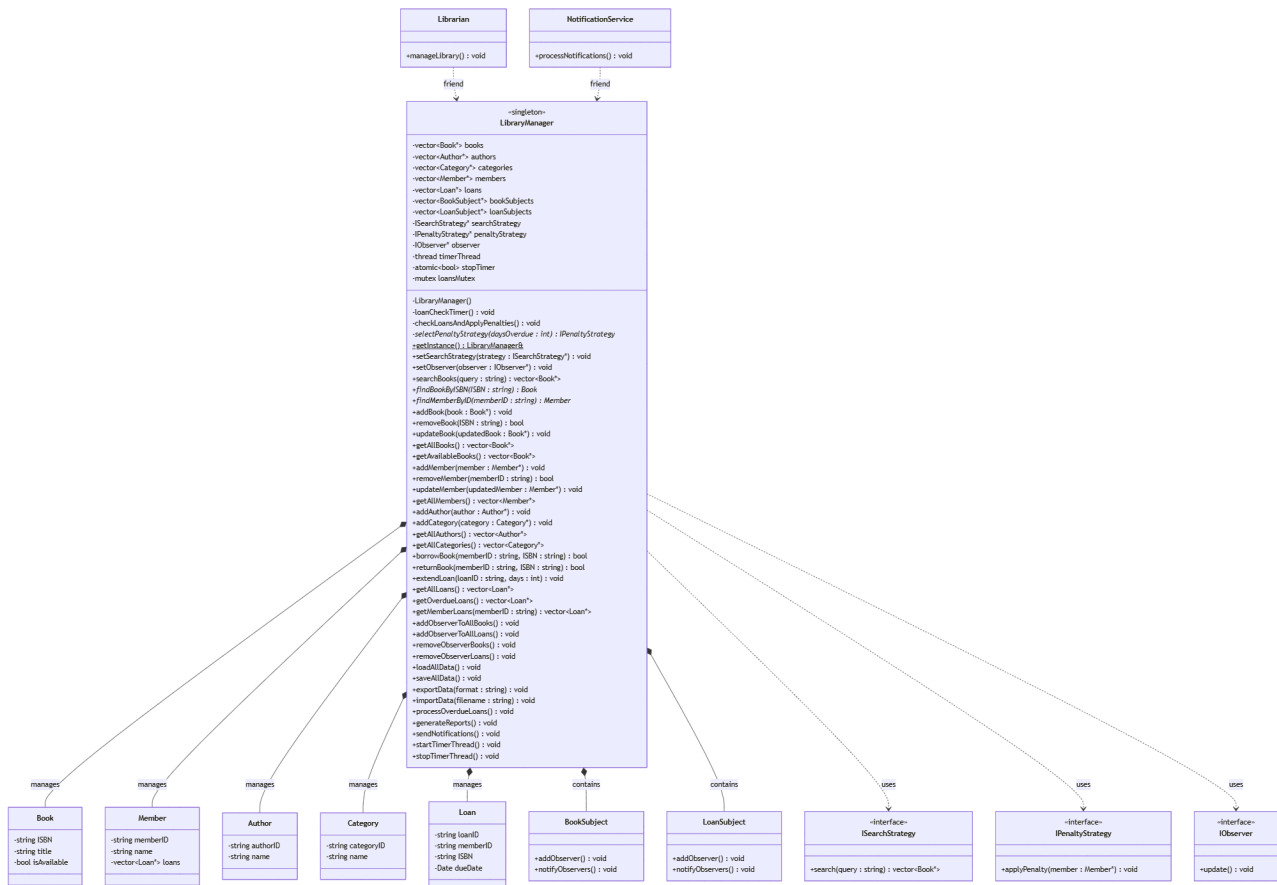 Librarian
+manageLibrary() : void
NotificationService
+processNotifications() : void
friend
friend
«singleton»
LibraryManager
-vector<Book*> books
-vector<Author*> authors
-vector<Category*> categories
-vector<Member*> members
-vector<Loan*> loans
-vector<BookSubject*> bookSubjects
-vector<LoanSubject*> loanSubjects
-ISearchStrategy* searchStrategy
-IPenaltyStrategy* penaltyStrategy
-IObserver* observer
-thread timerThread
-atomic<bool> stopTimer
-mutex loansMutex
-LibraryManager()
-loanCheckTimer() : void
-checkLoansAndApplyPenalties() : void
-selectPenaltyStrategy(daysOverdue : int) : IPenaltyStrategy
+getInstance() : LibraryManager&
+setSearchStrategy(strategy : ISearchStrategy*) : void
+setObserver(observer : IObserver*) : void
+searchBooks(query : string) : vector<Book*>
+findBookByISBN(ISBN : string) : Book
+findMemberByID(memberID : string) : Member
+addBook(book : Book*) : void
+removeBook(ISBN : string) : bool
+updateBook(updatedBook : Book*) : void
+getAllBooks() : vector<Book*>
+getAvailableBooks() : vector<Book*>
+addMember(member : Member*) : void
+removeMember(memberID : string) : bool
+updateMember(updatedMember : Member*) : void
+getAllMembers() : vector<Member*>
+addAuthor(author : Author*) : void
+addCategory(category : Category*) : void
+getAllAuthors() : vector<Author*>
+getAllCategories() : vector<Category*>
+borrowBook(memberID : string, ISBN : string) : bool
+returnBook(memberID : string, ISBN : string) : bool
+extendLoan(loanID : string, days : int) : void
+getAllLoans() : vector<Loan*>
+getOverdueLoans() : vector<Loan*>
+getMemberLoans(memberID : string) : vector<Loan*>
+addObserverToAllBooks() : void
+addObserverToAllLoans() : void
+removeObserverBooks() : void
+removeObserverLoans() : void
+loadAllData() : void
+saveAllData() : void
+exportData(format : string) : void
+importData(filename : string) : void
+processOverdueLoans() : void
+generateReports() : void
+sendNotifications() : void
+startTimerThread() : void
+stopTimerThread() : void
manages
manages
manages
manages
manages
contains
contains
uses
uses
uses
Book
-string ISBN
-string title
-bool isAvailable
Member
-string memberID
-string name
-vector<Loan*> loans
Author
-string authorID
-string name
Category
-string categoryID
-string name
Loan
-string loanID
-string memberID
-string ISBN
-Date dueDate
BookSubject
+addObserver() : void
+notifyObservers() : void
LoanSubject
+addObserver() : void
+notifyObservers() : void
«interface»
ISearchStrategy
+search(query : string) : vector<Book*>
«interface»
IPenaltyStrategy
+applyPenalty(member : Member*) : void
«interface»
IObserver
+update() : void